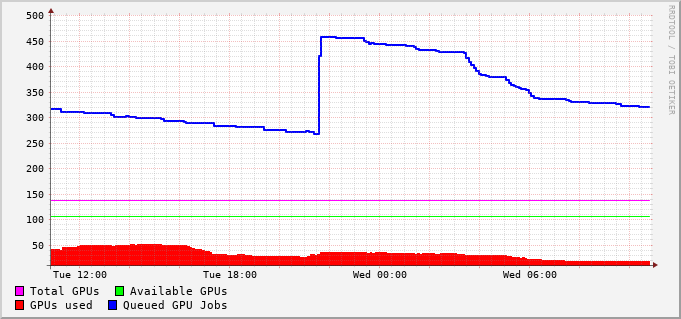 500
450
400
350
300
250
200
150
100
50
Tue 12:00 Tue 18:00 Wed 00:00 Wed 06:00
Total GPUs Available GPUs
GPUs used Queued GPU Jobs
RRDTOOL / TOBI OETIKER